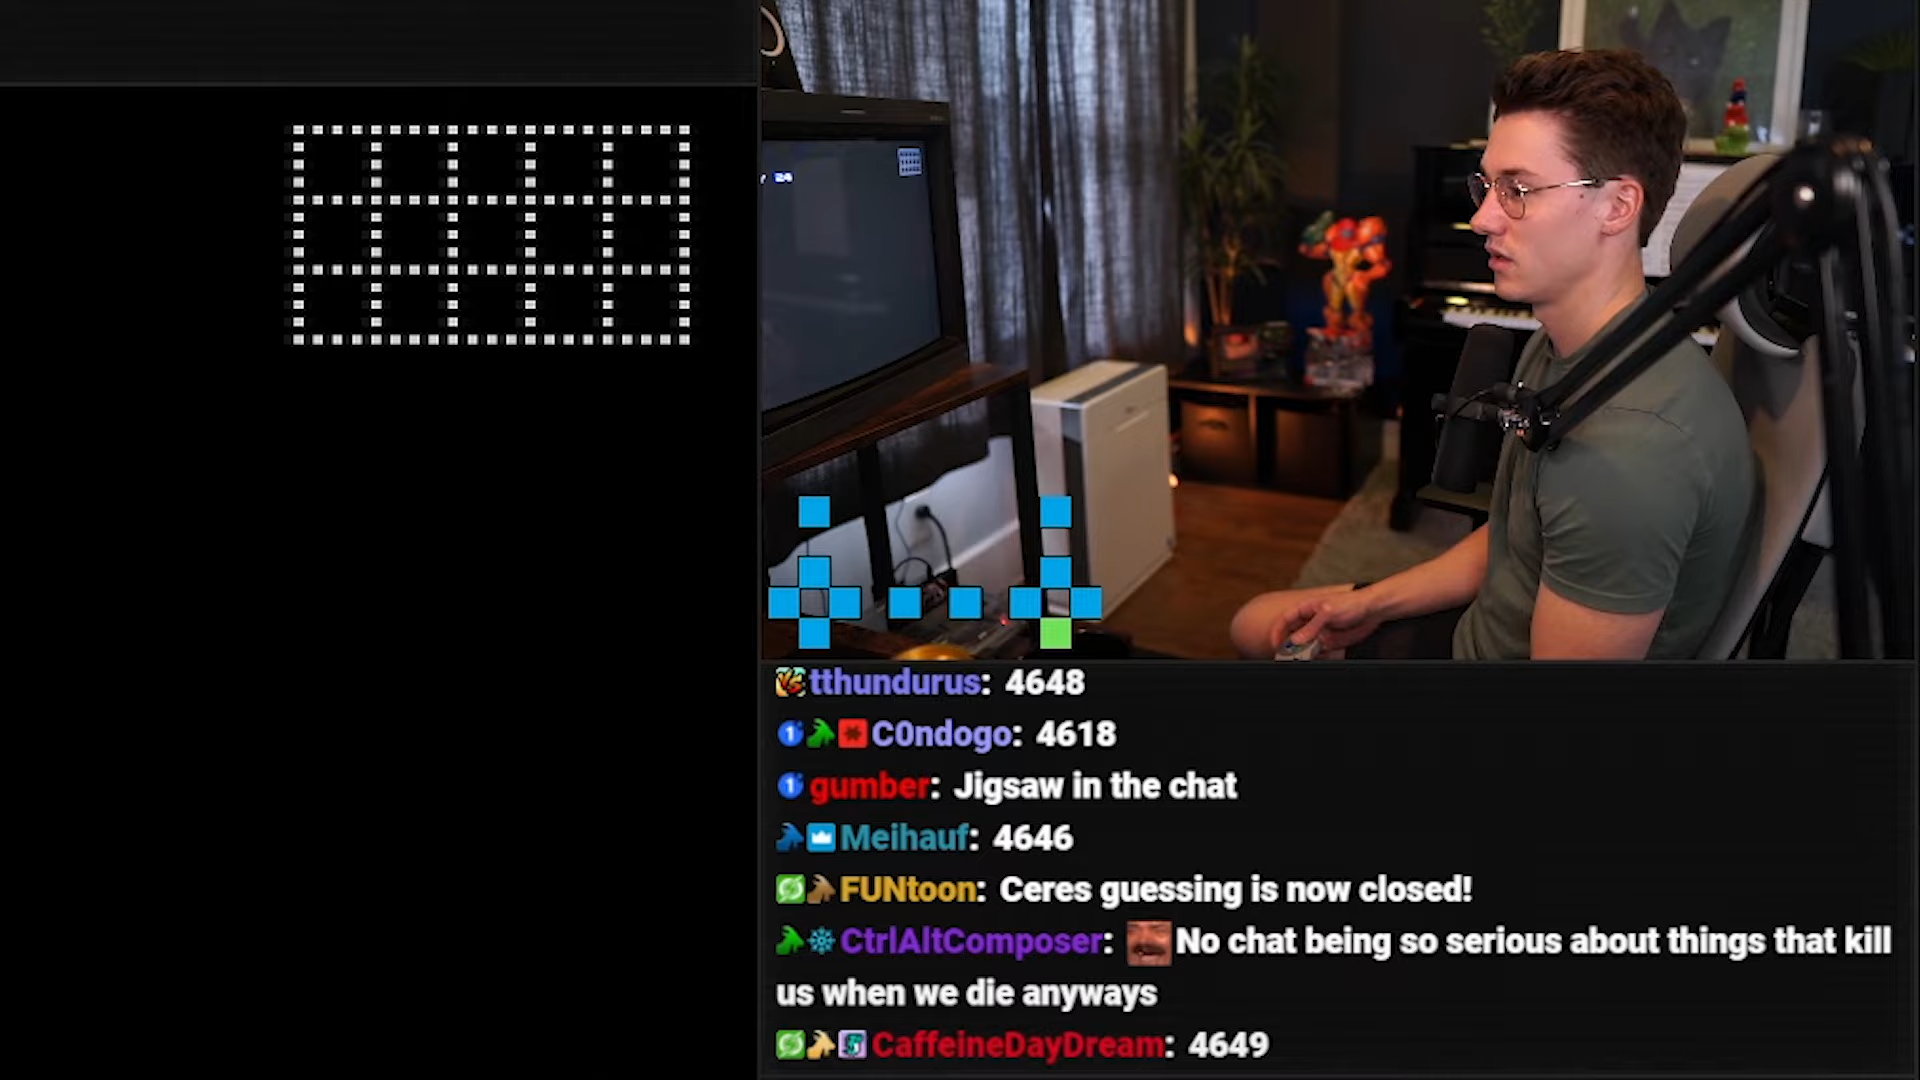 24
tthundurus: 4648
C0ndogo: 4618
gumber: Jigsaw in the chat
Meihauf: 4646
FUNtoon: Ceres guessing is now closed!
CtrlAltComposer: No chat being so serious about things that kill
us when we die anyways
CaffeineDayDream: 4649